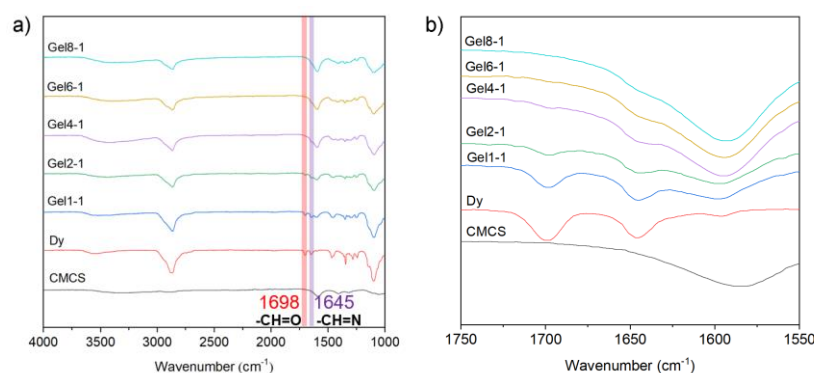 a)
Gel8-1
Gel6-1
Gel4-1
Gel2-1
Gel1-1
Dy
CMCS
1698 1645
-CH=O -CH=N
4000 3500 3000 2500 2000 1500 1000
Wavenumber (cm⁻¹)
b)
Gel8-1
Gel6-1
Gel4-1
Gel2-1
Gel1-1
Dy
CMCS
1750 1700 1650 1600 1550
Wavenumber (cm⁻¹)